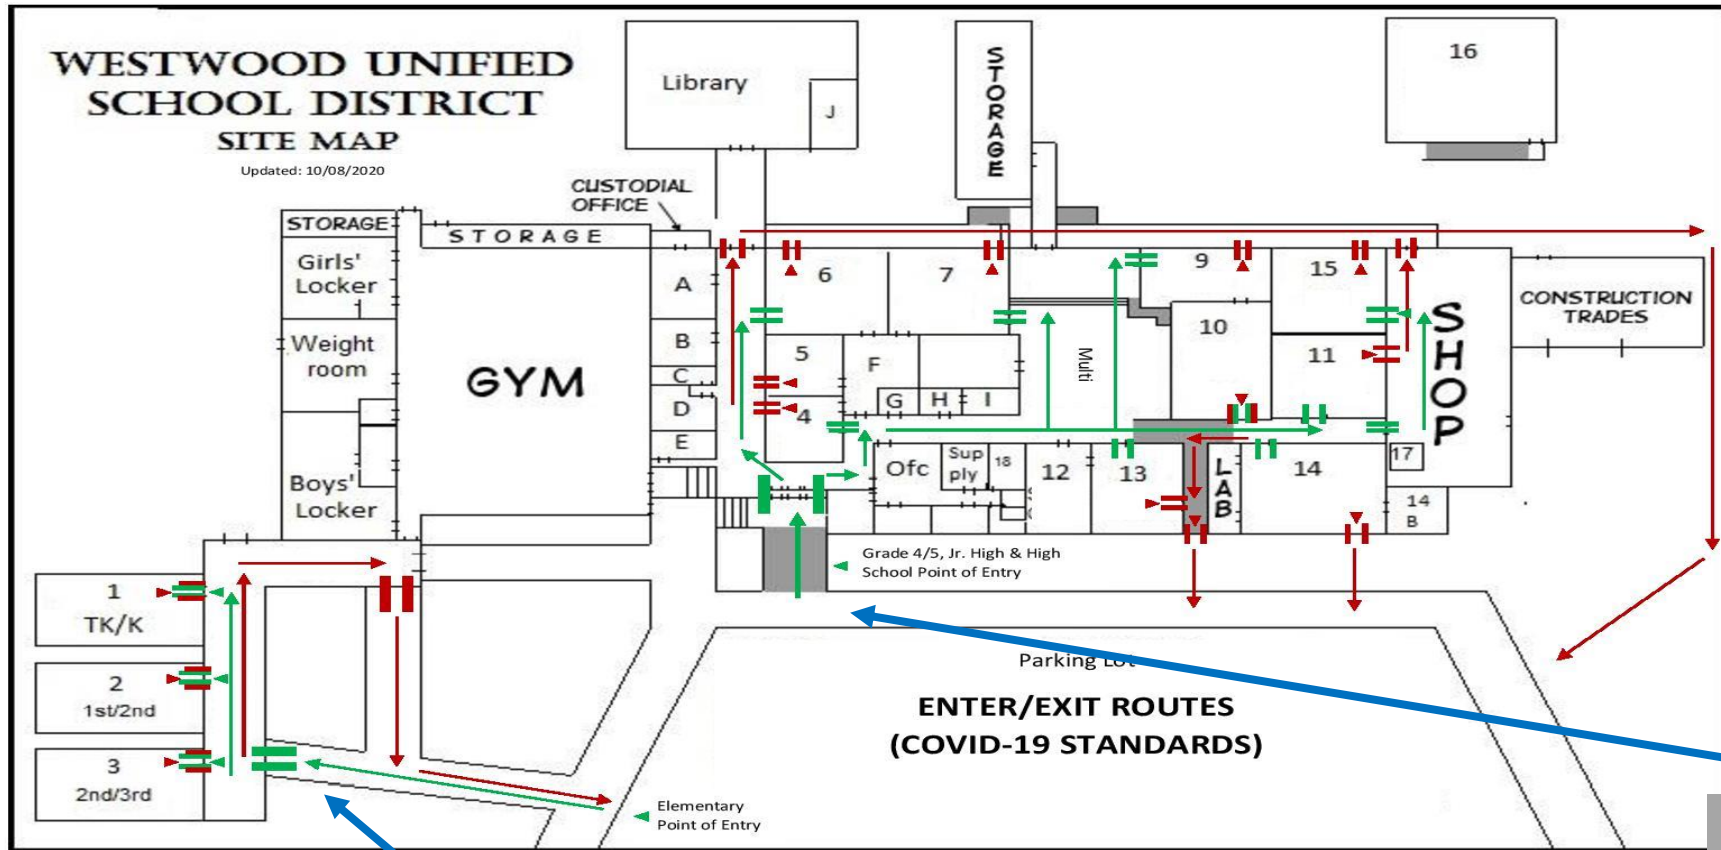 WESTWOOD UNIFIED
SCHOOL DISTRICT
SITE MAP
Updated: 10/08/2020
Library
J
STORAGE
16
CUSTODIAL
OFFICE
STORAGE
STORAGE
Girls'
Locker
Weight
room
Boys'
Locker
GYM
A
B
C
D
E
6
7
5
4
F
G
H
I
Multi
9
10
15
11
SHOP
CONSTRUCTION
TRADES
Ofc
Sup
ply
18
12
13
LAB
14
17
14
B
1
TK/K
2
1st/2nd
3
2nd/3rd
Grade 4/5, Jr. High & High
School Point of Entry
Parking Lot
ENTER/EXIT ROUTES
(COVID-19 STANDARDS)
Elementary
Point of Entry